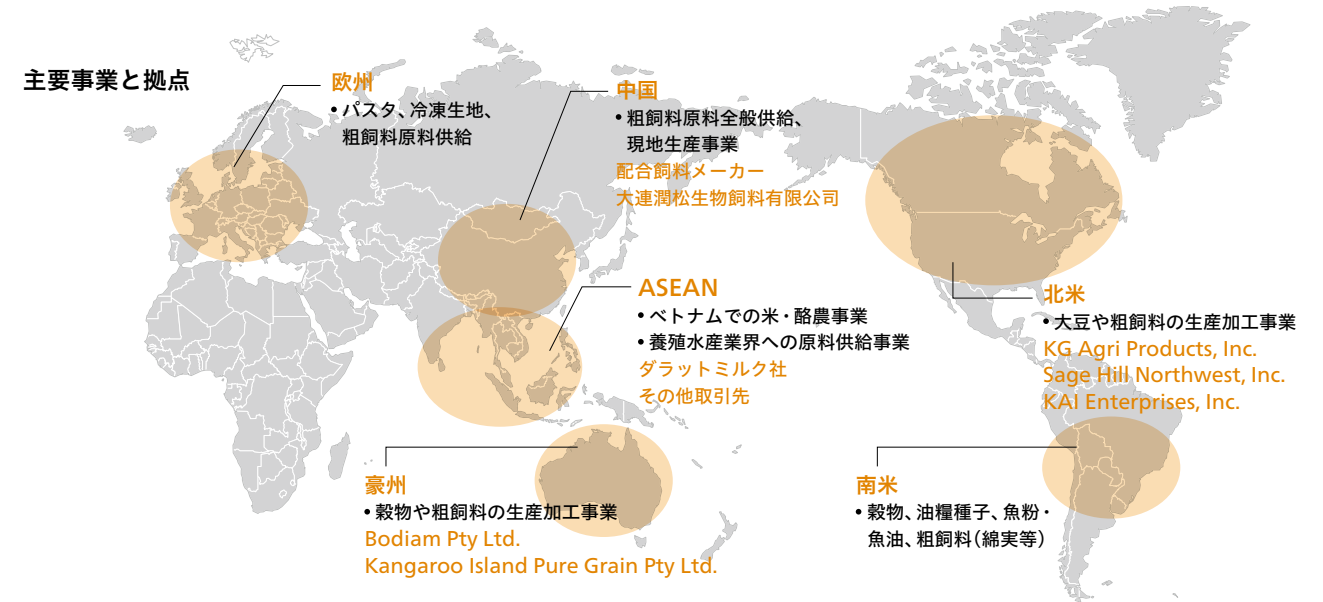 主要事業と拠点
欧州
• パスタ、冷凍生地、
粗飼料原料供給
中国
• 粗飼料原料全般供給、
現地生産事業
配合飼料メーカー
大連潤松生物飼料有限公司
ASEAN
• ベトナムでの米・酪農事業
• 養殖水産業界への原料供給事業
ダラットミルク社
その他取引先
北米
• 大豆や粗飼料の生産加工事業
KG Agri Products, Inc.
Sage Hill Northwest, Inc.
KAI Enterprises, Inc.
豪州
• 穀物や粗飼料の生産加工事業
Bodiam Pty Ltd.
Kangaroo Island Pure Grain Pty Ltd.
南米
• 穀物、油糧種子、魚粉・
魚油、粗飼料（綿実等）